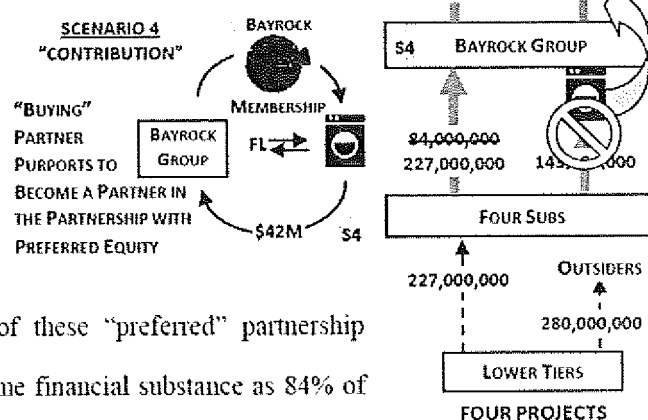 SCENARIO 4
"CONTRIBUTION"
BAYROCK
MEMBERSHIP
"BUYING"
PARTNER
PURPORTS TO
BECOME A PARTNER IN
THE PARTNERSHIP WITH
PREFERRED EQUITY
BAYROCK
GROUP
FL
$42M
$4
$4 BAYROCK GROUP
84,000,000
227,000,000
FOUR SUBS
227,000,000
OUTSIDERS
280,000,000
LOWER TIERS
FOUR PROJECTS
of these "preferred" partnership
me financial substance as 84% of